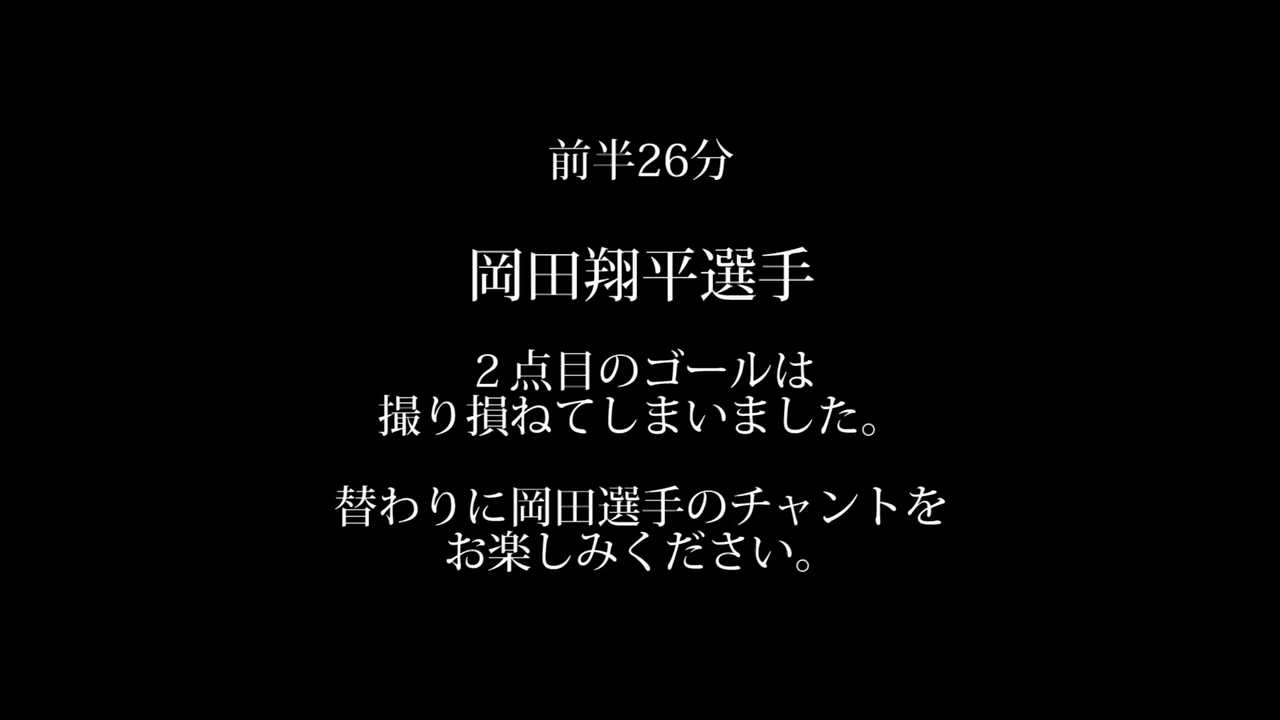 前半26分
岡田翔平選手
２点目のゴールは
撮り損ねてしまいました。
替わりに岡田選手のチャントを
お楽しみください。